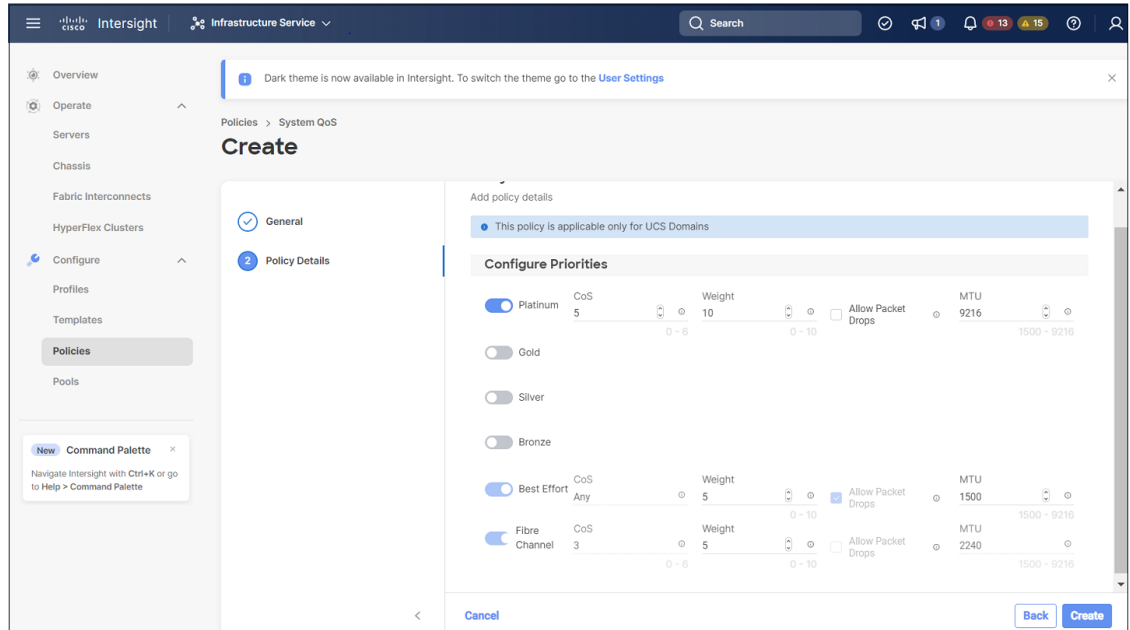 cisco Intersight
Infrastructure Service
Search
1
13
15
Overview
Operate
Servers
Chassis
Fabric Interconnects
HyperFlex Clusters
Configure
Profiles
Templates
Policies
Pools
New Command Palette
Navigate Intersight with Ctrl+K or go
to Help > Command Palette
Dark theme is now available in Intersight. To switch the theme go to the User Settings
Policies > System QoS
Create
General
2 Policy Details
Add policy details
This policy is applicable only for UCS Domains
Configure Priorities
Platinum
CoS
5
0 - 6
Weight
10
0 - 10
Allow Packet
Drops
MTU
9216
1500 - 9216
Gold
Silver
Bronze
Best Effort
CoS
Any
Weight
5
0 - 10
Allow Packet
Drops
MTU
1500
1500 - 9216
Fibre
Channel
CoS
3
0 - 6
Weight
5
0 - 10
Allow Packet
Drops
MTU
2240
1500 - 9216
Cancel
Back
Create